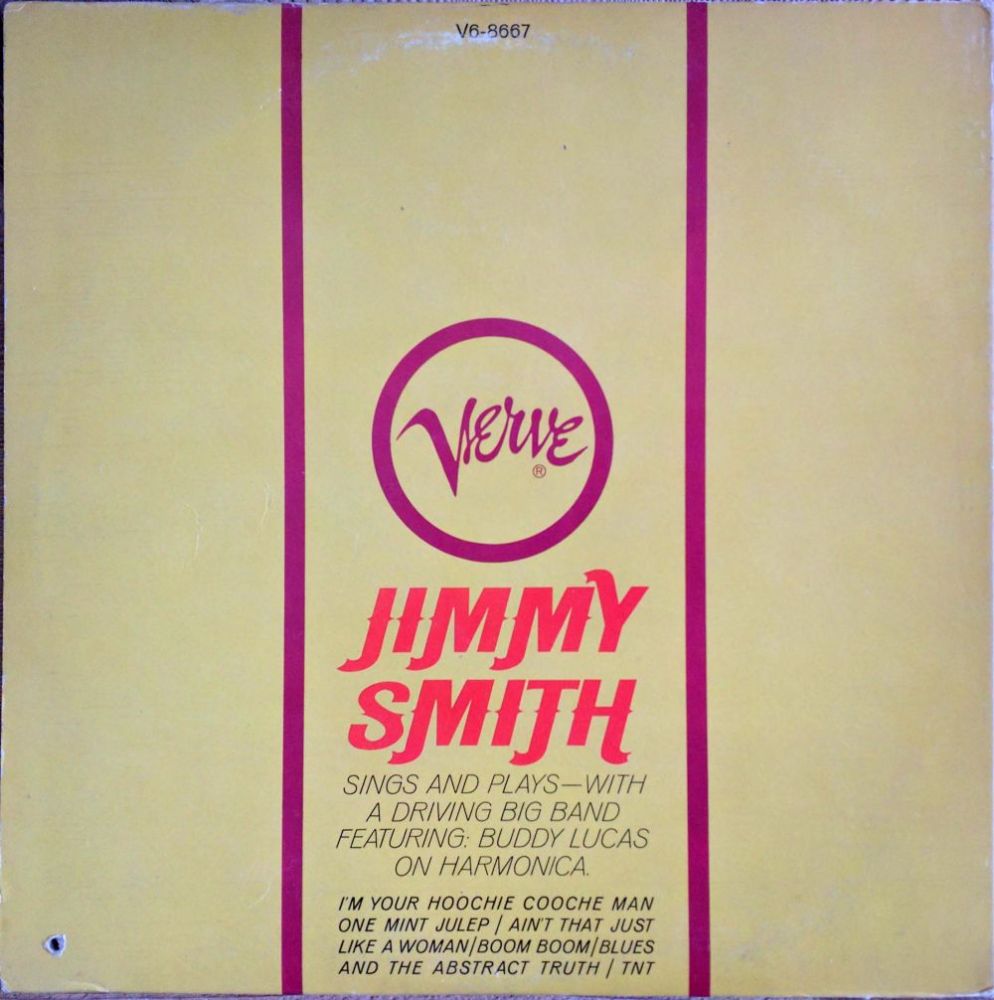 V6-8667
Verve
®
JIMMY
SMITH
SINGS AND PLAYS—WITH
A DRIVING BIG BAND
FEATURING: BUDDY LUCAS
ON HARMONICA.
I'M YOUR HOOCHIE COOCHE MAN
ONE MINT JULEP / AIN'T THAT JUST
LIKE A WOMAN/BOOM BOOM/BLUES
AND THE ABSTRACT TRUTH / TNT